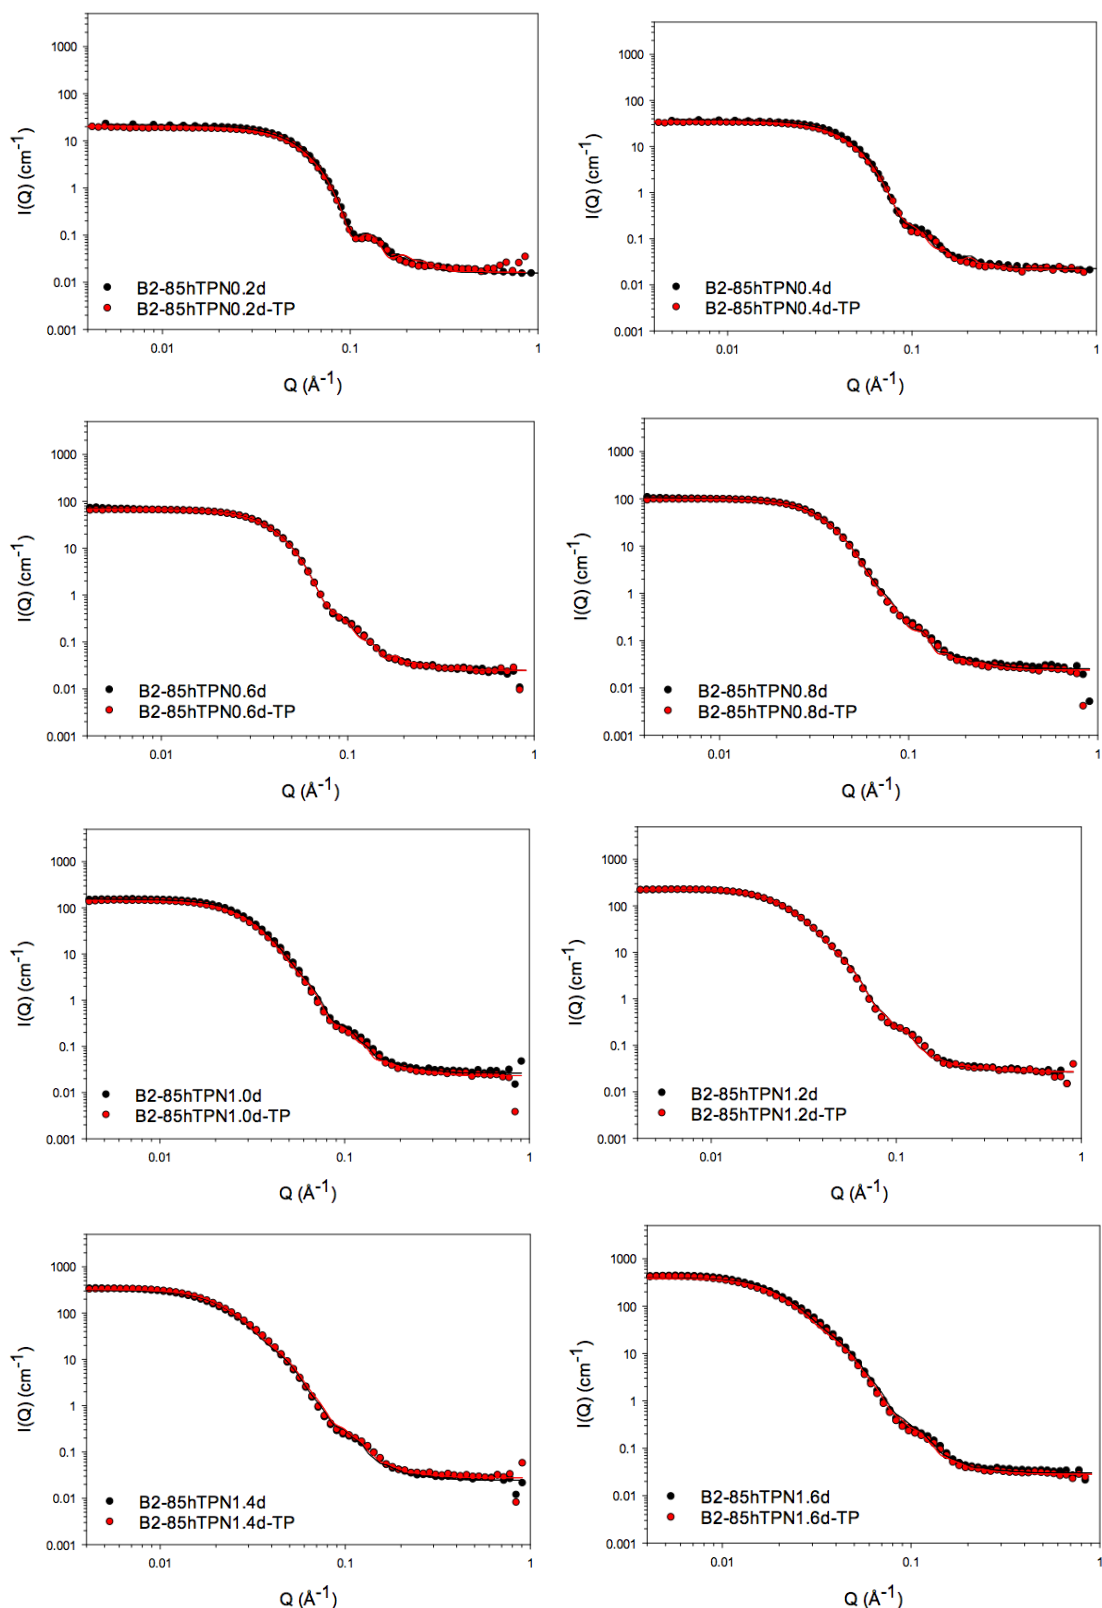 1000
100
10
1
0.1
0.01
0.001
I(Q) (cm⁻¹)
B2-85hTPN0.2d
B2-85hTPN0.2d-TP
0.01 0.1 1
Q (Å⁻¹)
1000
100
10
1
0.1
0.01
0.001
I(Q) (cm⁻¹)
B2-85hTPN0.4d
B2-85hTPN0.4d-TP
0.01 0.1 1
Q (Å⁻¹)
1000
100
10
1
0.1
0.01
0.001
I(Q) (cm⁻¹)
B2-85hTPN0.6d
B2-85hTPN0.6d-TP
0.01 0.1 1
Q (Å⁻¹)
1000
100
10
1
0.1
0.01
0.001
I(Q) (cm⁻¹)
B2-85hTPN0.8d
B2-85hTPN0.8d-TP
0.01 0.1 1
Q (Å⁻¹)
1000
100
10
1
0.1
0.01
0.001
I(Q) (cm⁻¹)
B2-85hTPN1.0d
B2-85hTPN1.0d-TP
0.01 0.1 1
Q (Å⁻¹)
1000
100
10
1
0.1
0.01
0.001
I(Q) (cm⁻¹)
B2-85hTPN1.2d
B2-85hTPN1.2d-TP
0.01 0.1 1
Q (Å⁻¹)
1000
100
10
1
0.1
0.01
0.001
I(Q) (cm⁻¹)
B2-85hTPN1.4d
B2-85hTPN1.4d-TP
0.01 0.1 1
Q (Å⁻¹)
1000
100
10
1
0.1
0.01
0.001
I(Q) (cm⁻¹)
B2-85hTPN1.6d
B2-85hTPN1.6d-TP
0.01 0.1 1
Q (Å⁻¹)